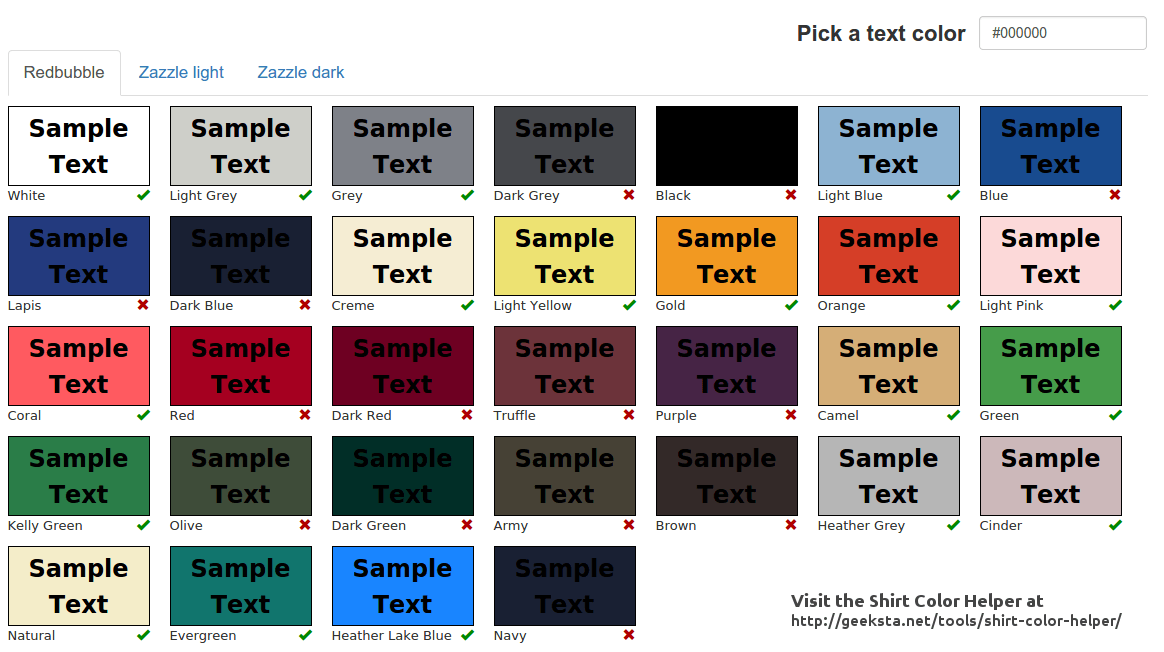 Pick a text color #000000
Redbubble Zazzle light Zazzle dark
Sample Sample Sample Sample Sample Sample
Text Text Text Text Text Text
White Light Grey Grey Dark Grey Black Light Blue Blue
Sample Sample Sample Sample Sample Sample Sample
Text Text Text Text Text Text Text
Lapis Dark Blue Creme Light Yellow Gold Orange Light Pink
Sample Sample Sample Sample Sample Sample Sample
Text Text Text Text Text Text Text
Coral Red Dark Red Truffle Purple Camel Green
Sample Sample Sample Sample Sample Sample Sample
Text Text Text Text Text Text Text
Kelly Green Olive Dark Green Army Brown Heather Grey Cinder
Sample Sample Sample Sample
Text Text Text Text
Natural Evergreen Heather Lake Blue Navy
Visit the Shirt Color Helper at
http://geeksta.net/tools/shirt-color-helper/